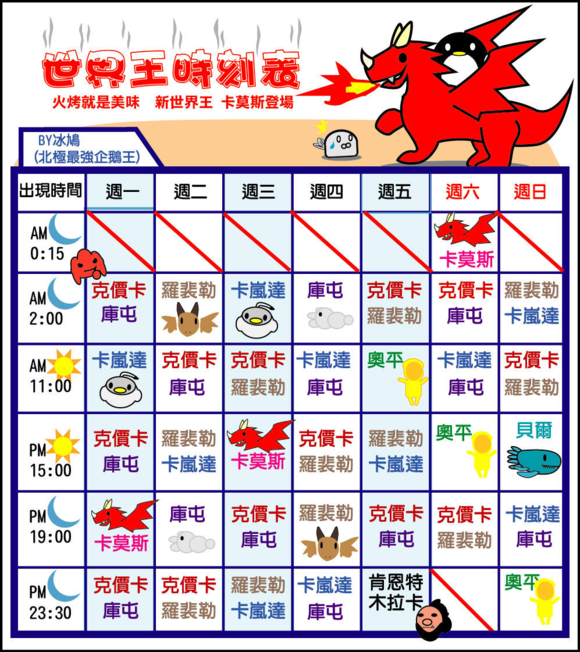 世界王時刻表
火烤就是美味 新世界王 卡莫斯登場
BY冰鳩
(北極最強企鵝王)
出現時間 週一 週二 週三 週四 週五 週六 週日
AM
0:15
卡莫斯
AM
2:00
克價卡 羅裴勒 卡嵐達 庫屯 克價卡 克價卡 羅裴勒
庫屯 羅裴勒 庫屯 卡嵐達
AM
11:00
卡嵐達 克價卡 克價卡 卡嵐達 奧平 卡嵐達 克價卡
庫屯 羅裴勒 庫屯 庫屯 羅裴勒
PM
15:00
克價卡 羅裴勒 卡莫斯 克價卡 羅裴勒 奧平 貝爾
庫屯 卡嵐達 羅裴勒 卡嵐達
PM
19:00
卡莫斯 庫屯 克價卡 羅裴勒 克價卡 克價卡 卡嵐達
庫屯 庫屯 羅裴勒 庫屯
PM
23:30
克價卡 克價卡 羅裴勒 卡嵐達 肯恩特 奧平
庫屯 羅裴勒 卡嵐達 庫屯 木拉卡